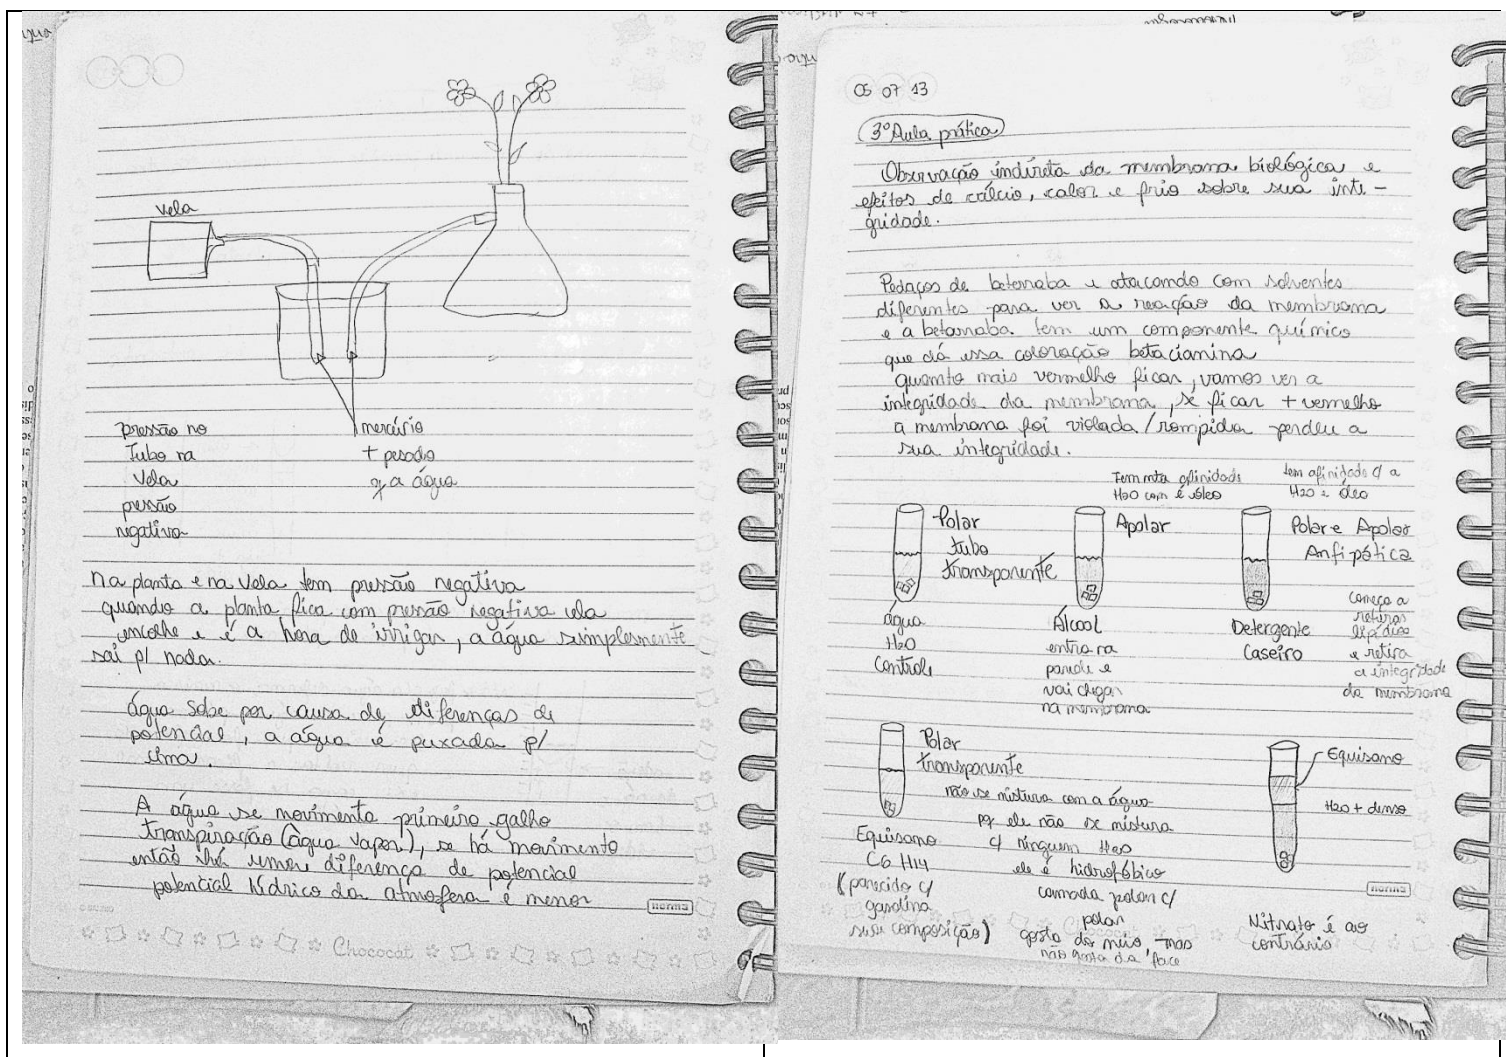 Vela
pressão no
Tubo na
Vela
pressão
negativa
mercúrio
+ pesado
q a água
na planta e na Vela tem pressão negativa
quando a planta fica com pressão negativa ela
encolhe e é a hora de irrigar, a água simplesmente
sai p/ nada.
água sobe por causa de diferenças de
potencial, a água é puxada p/
cima.
A água se movimenta primeiro galho
transpiração (água vapor), se há movimento
então há uma diferença de potencial
potencial hídrico da atmosfera é menor
norma
Chococat
05 07 13
3º Aula prática
Observação indireta da membrana biológica e
efeitos de cálcio, calor e frio sobre sua inte-
gridade.
Pedaços de beterraba e atacando com solventes
diferentes para ver a reação da membrana
e a betarraba tem um componente químico
que dá essa coloração betacianina
quanto mais vermelho ficar, vamos ver a
integridade da membrana, se ficar + vermelho
a membrana foi violada/rompida perdeu a
sua integridade.
Tem mta afinidade
H2O com e óleo
tem afinidade c/ a
H2O e óleo
Polar
tubo
transparente
Apolar
Polar e Apolar
Anfipática
água
H2O
Controle
Álcool
entra na
parede e
vai chegar
na membrana
Detergente
Caseiro
começa a
retirar
lipídios
e retira
a integridade
da membrana
Polar
transparente
não se mistura com a água
pq ele não se mistura
c/ ninguem H2O
ele é hidrofóbico
camada polar c/
polar
gosta do meio, mas
não gosta da face
Equisano
C6 H14
(parecido c/
gasolina
sua composição)
Equisano
H2O + denso
Nitrato é ao
contrário
norma